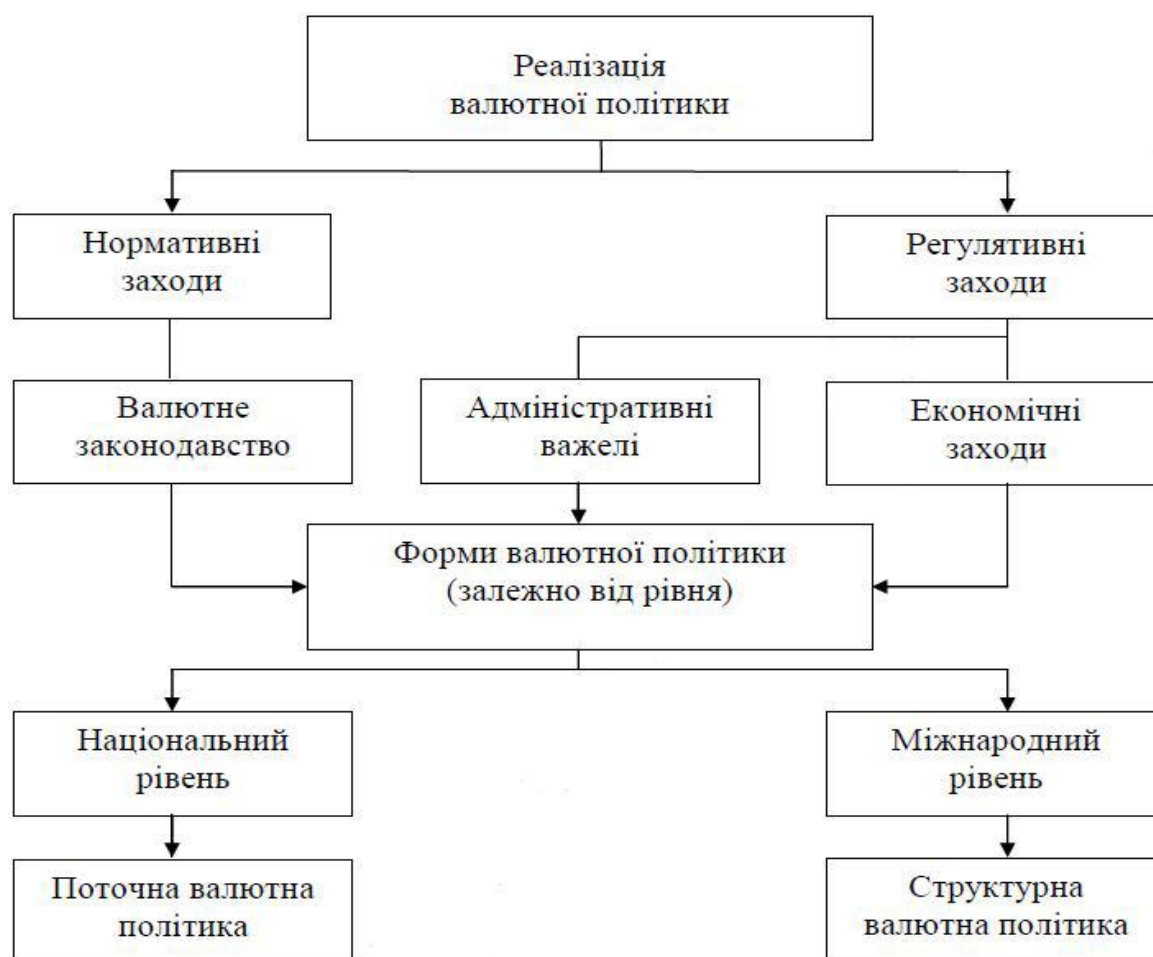 Реалізація
валютної політики
Нормативні
заходи
Регулятивні
заходи
Валютне
законодавство
Адміністративні
важелі
Економічні
заходи
Форми валютної політики
(залежно від рівня)
Національний
рівень
Міжнародний
рівень
Поточна валютна
політика
Структурна
валютна політика